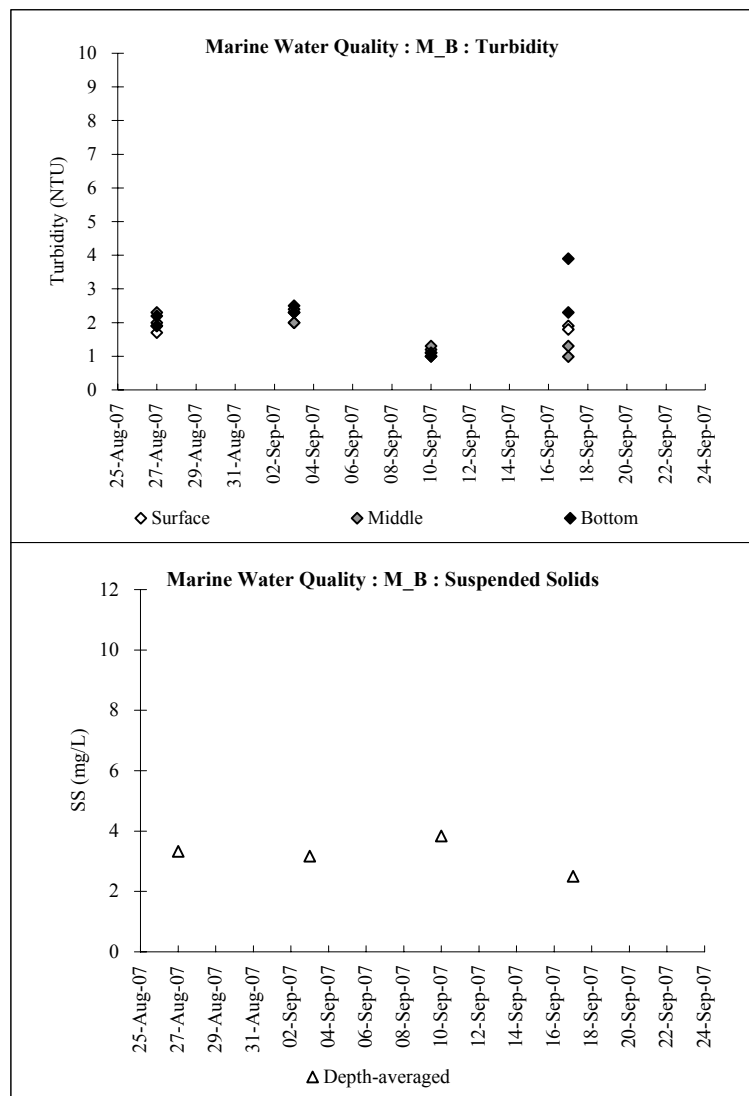 Marine Water Quality : M_B : Turbidity
10
9
8
7
6
5
4
3
2
1
0
Turbidity (NTU)
25-Aug-07
27-Aug-07
29-Aug-07
31-Aug-07
02-Sep-07
04-Sep-07
06-Sep-07
08-Sep-07
10-Sep-07
12-Sep-07
14-Sep-07
16-Sep-07
18-Sep-07
20-Sep-07
22-Sep-07
24-Sep-07
Surface
Middle
Bottom
Marine Water Quality : M_B : Suspended Solids
12
10
8
6
4
2
0
SS (mg/L)
25-Aug-07
27-Aug-07
29-Aug-07
31-Aug-07
02-Sep-07
04-Sep-07
06-Sep-07
08-Sep-07
10-Sep-07
12-Sep-07
14-Sep-07
16-Sep-07
18-Sep-07
20-Sep-07
22-Sep-07
24-Sep-07
Depth-averaged